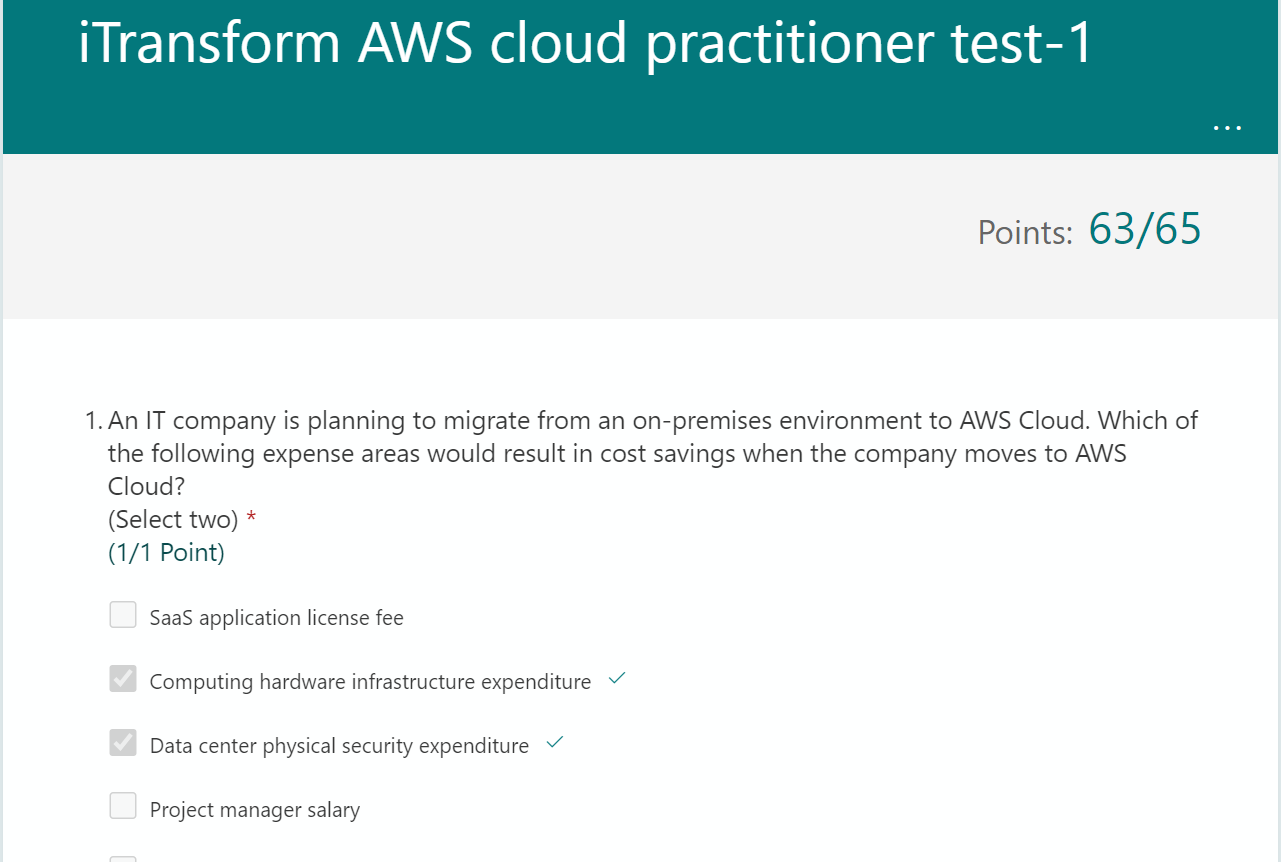 iTransform AWS cloud practitioner test-1
...
Points: 63/65
1. An IT company is planning to migrate from an on-premises environment to AWS Cloud. Which of
the following expense areas would result in cost savings when the company moves to AWS
Cloud?
(Select two) *
(1/1 Point)
SaaS application license fee
Computing hardware infrastructure expenditure
Data center physical security expenditure
Project manager salary